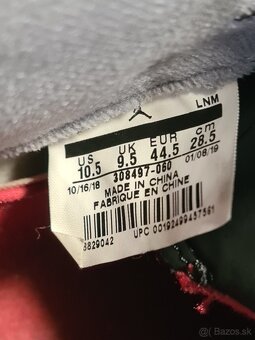 LNM
US UK EUR cm
10.5 9.5 44.5 28.5
10/16/18 308497-060 01/08/19
MADE IN CHINA
FABRIQUE EN CHINE
8829042 UPC 00192499457561
Bazos.sk